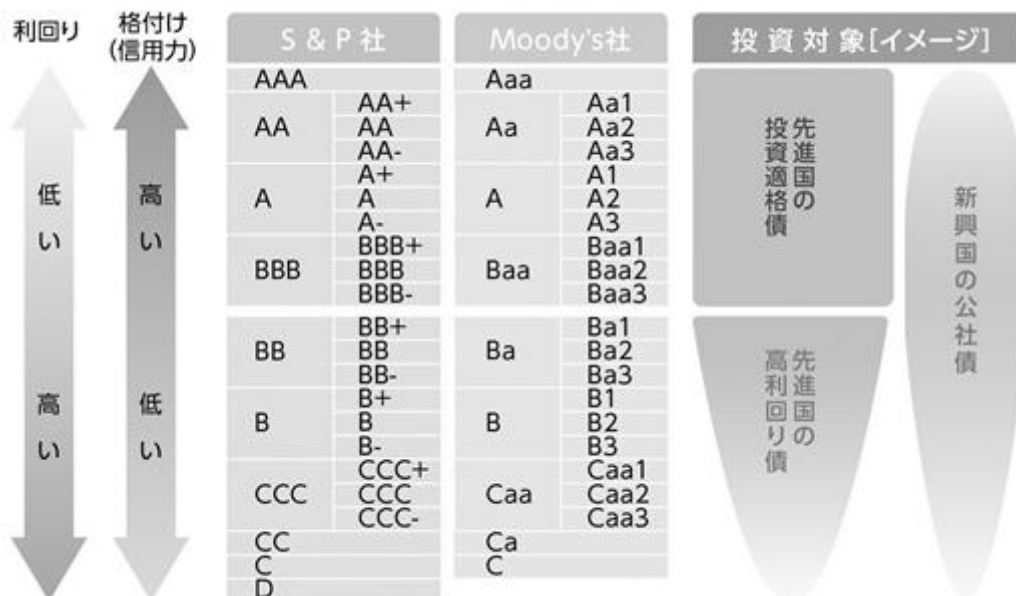 利回り
格付け
(信用力)
S & P 社
Moody's社
投資対象[イメージ]
低い
高い
高い
低い
AAA
Aaa
AA
AA+
AA
AA-
Aa
Aa1
Aa2
Aa3
A
A+
A
A-
A
A1
A2
A3
BBB
BBB+
BBB
BBB-
Baa
Baa1
Baa2
Baa3
BB
BB+
BB
BB-
Ba
Ba1
Ba2
Ba3
B
B+
B
B-
B
B1
B2
B3
CCC
CCC+
CCC
CCC-
Caa
Caa1
Caa2
Caa3
CC
Ca
C
C
D
先進国の
投資適格債
先進国の
高利回り債
新興国の公社債